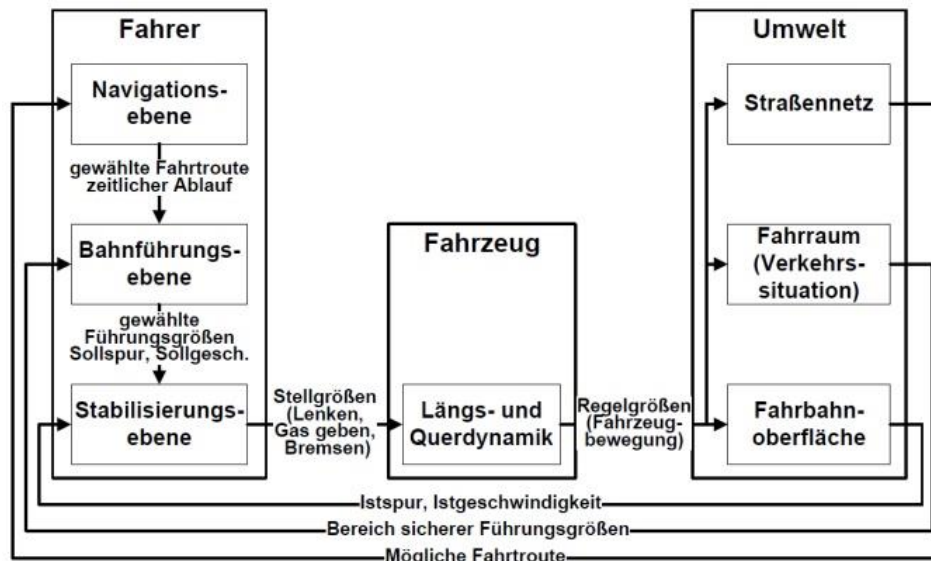 Fahrer
Navigations-
ebene
gewählte Fahrtroute
zeitlicher Ablauf
Bahnführungs-
ebene
gewählte
Führungsgrößen
Sollspur, Sollgesch.
Stabilisierungs-
ebene
Stellgrößen
(Lenken,
Gas geben,
Bremsen)
Fahrzeug
Längs- und
Querdynamik
Regelgrößen
(Fahrzeug-
bewegung)
Umwelt
Straßennetz
Fahrraum
(Verkehrs-
situation)
Fahrbahn-
oberfläche
Istspur, Istgeschwindigkeit
Bereich sicherer Führungsgrößen
Mögliche Fahrtroute